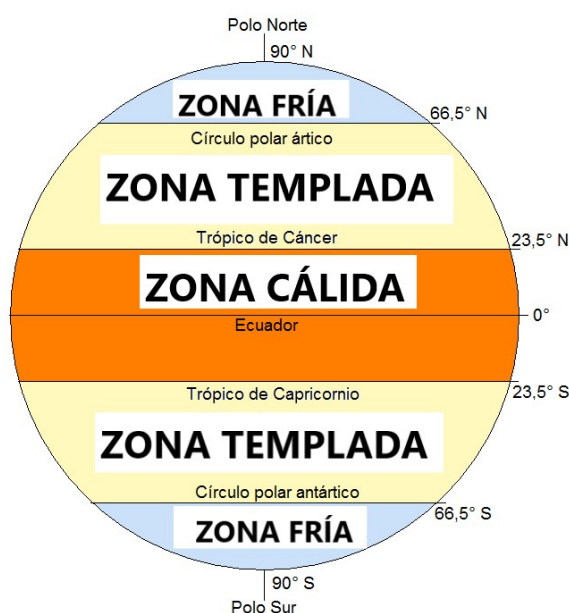 Polo Norte
90° N
ZONA FRÍA
66,5° N
Círculo polar ártico
ZONA TEMPLADA
Trópico de Cáncer
23,5° N
ZONA CÁLIDA
0°
Ecuador
Trópico de Capricornio
23,5° S
ZONA TEMPLADA
Círculo polar antártico
66,5° S
ZONA FRÍA
90° S
Polo Sur